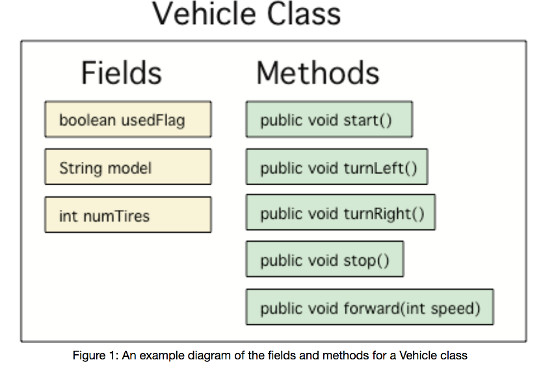 Vehicle Class
Fields
boolean usedFlag
String model
int numTires
Methods
public void start()
public void turnLeft()
public void turnRight()
public void stop()
public void forward(int speed)
Figure 1: An example diagram of the fields and methods for a Vehicle class